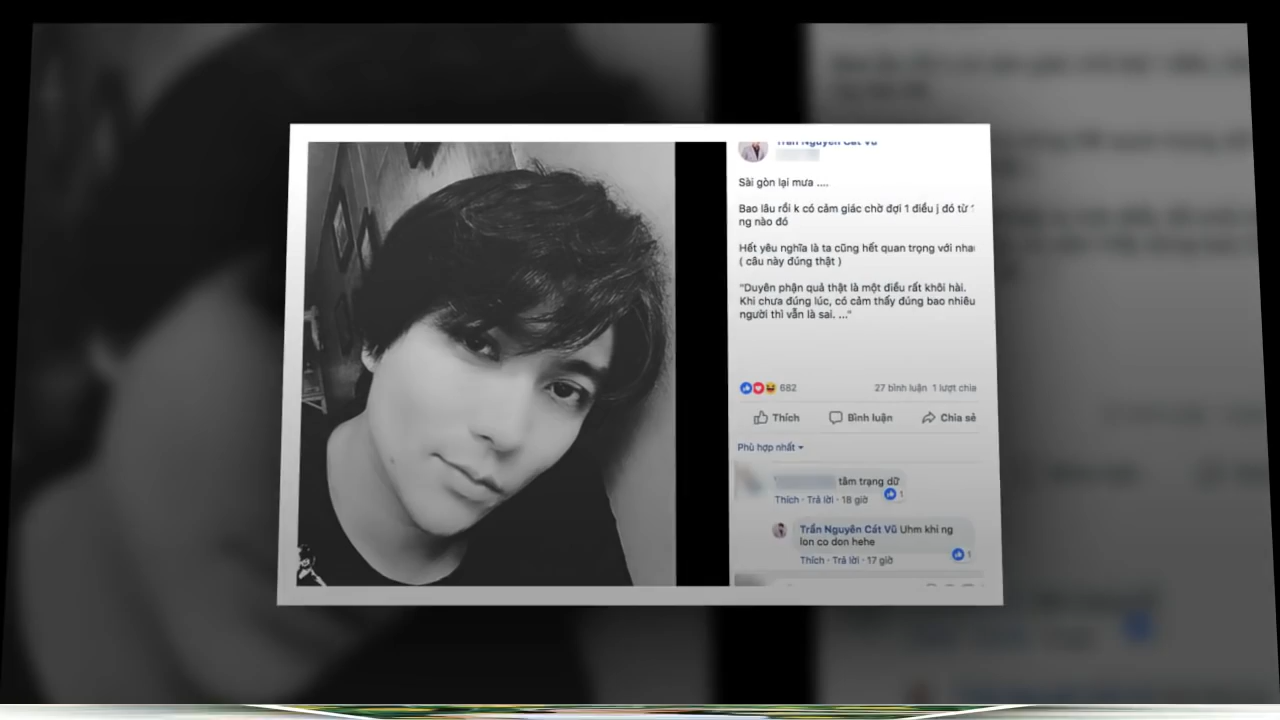 Trần Nguyên Cát Vũ
Sài gòn lại mưa ....
Bao lâu rồi k có cảm giác chờ đợi 1 điều j đó từ
ng nào đó
Hết yêu nghĩa là ta cũng hết quan trọng với
( câu này đúng thật )
"Duyên phận quả thật là một điều rất khôi hài.
Khi chưa đúng lúc, có cảm thấy đúng bao nhiêu
người thì vẫn là sai. ..."
682
27 bình luận 1 lượt chia
Thích
Bình luận
Chia sẻ
Phù hợp nhất
tâm trạng dữ
1
Thích · Trả lời · 18 giờ
Trần Nguyên Cát Vũ Uhm khi ng
lon co don hehe
1
Thích · Trả lời · 17 giờ